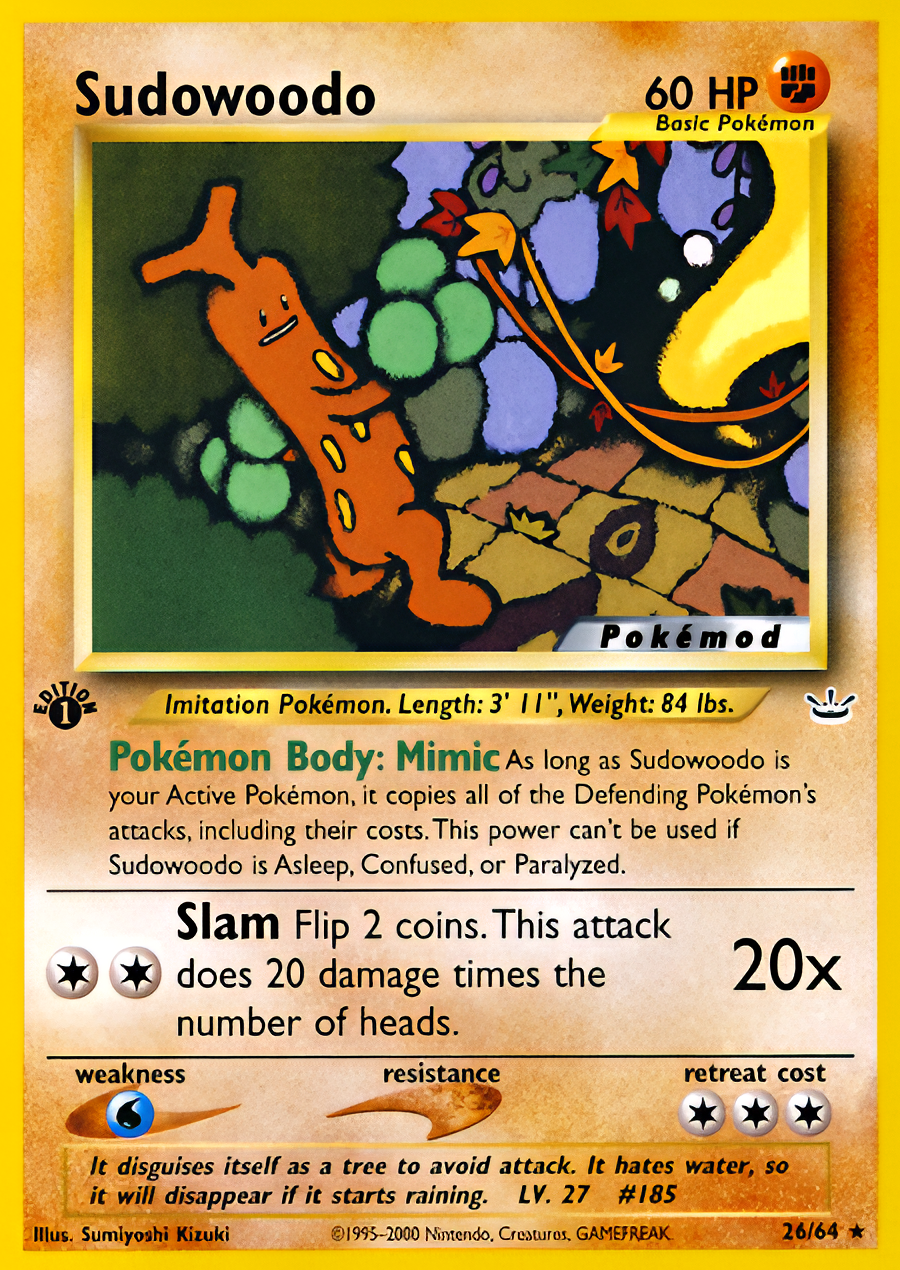 Sudowoodo
60 HP
Basic Pokémon
Pokémod
EDITION
1
Imitation Pokémon. Length: 3' 11", Weight: 84 lbs.
Pokémon Body: Mimic As long as Sudowoodo is
your Active Pokémon, it copies all of the Defending Pokémon's
attacks, including their costs. This power can't be used if
Sudowoodo is Asleep, Confused, or Paralyzed.
Slam Flip 2 coins. This attack
does 20 damage times the
number of heads.
20x
weakness
resistance
retreat cost
It disguises itself as a tree to avoid attack. It hates water, so
it will disappear if it starts raining. LV. 27 #185
Illus. Sumiyoshi Kizuki
©1995-2000 Nintendo, Creatures, GAMEFREAK.
26/64 ★